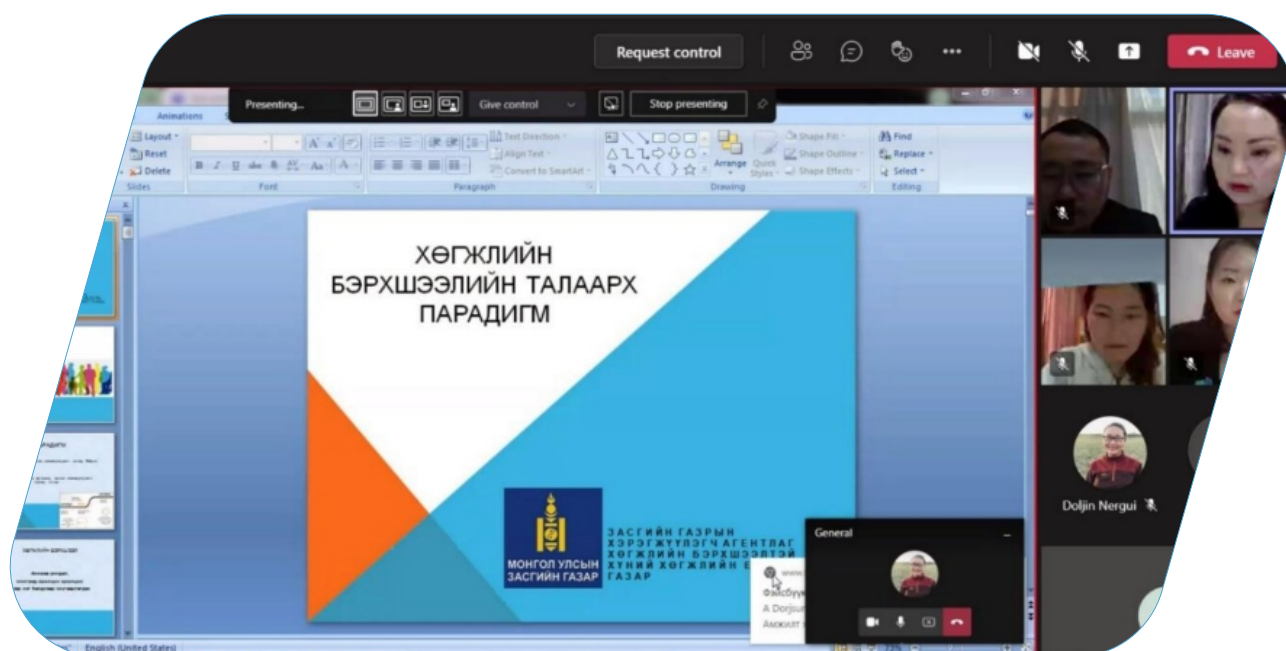 Request control
Leave
Presenting...
Give control
Stop presenting
Animations
Layout
Reset
Delete
Slides
Font
Text Direction
Align Text
Convert to SmartArt
Paragraph
Arrange
Quick
Styles
Shape Fill
Shape Outline
Shape Effects
Drawing
Find
Replace
Select
Editing
ХӨГЖЛИЙН
БЭРХШЭЭЛИЙН ТАЛААРХ
ПАРАДИГМ
МОНГОЛ УЛСЫН
ЗАСГИЙН ГАЗАР
ЗАСГИЙН ГАЗРЫН
ХЭРЭГЖҮҮЛЭГЧ АГЕНТЛАГ
ХӨГЖЛИЙН БЭРХШЭЭЛТЭЙ
ХҮНИЙ ХӨГЖЛИЙН Е
ГАЗАР
General
Doljin Nergui
English (United States)
73%